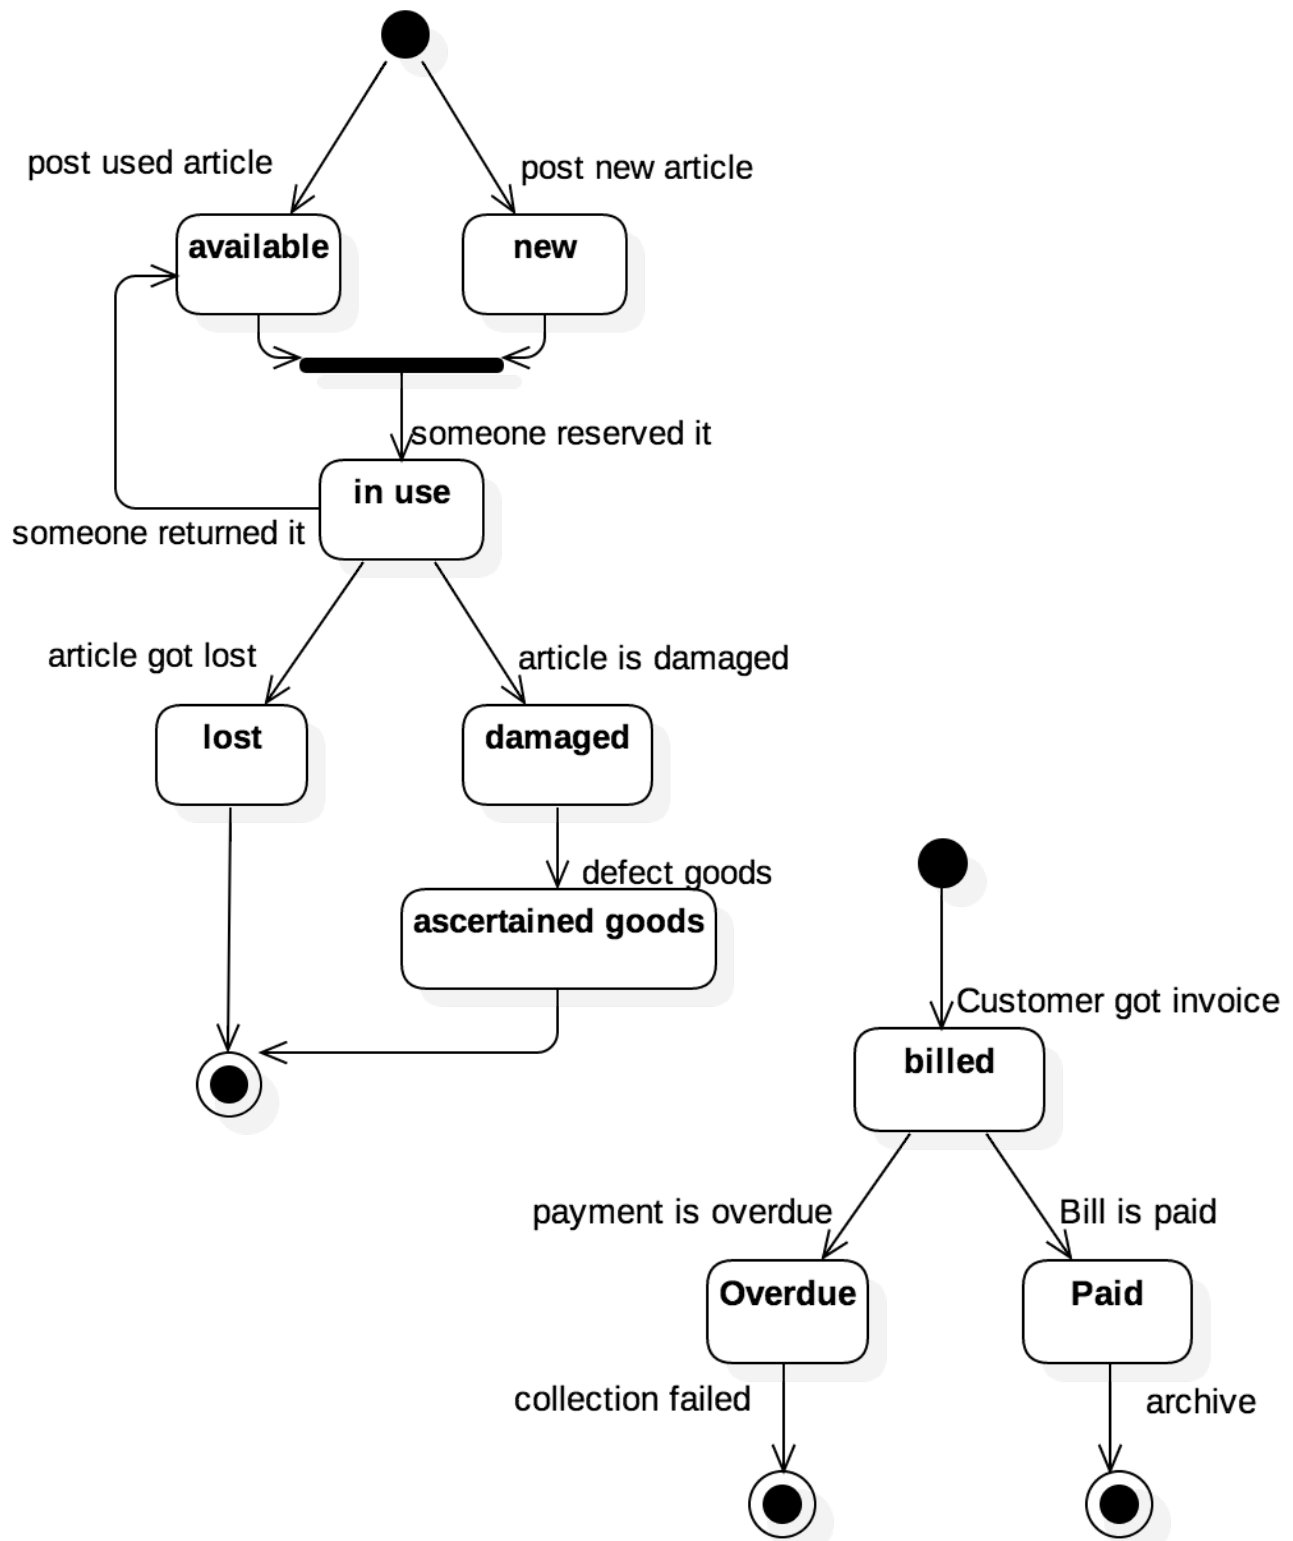 post used article
post new article
available
new
someone reserved it
in use
someone returned it
article got lost
article is damaged
lost
damaged
defect goods
ascertained goods
Customer got invoice
billed
payment is overdue
Bill is paid
Overdue
Paid
collection failed
archive